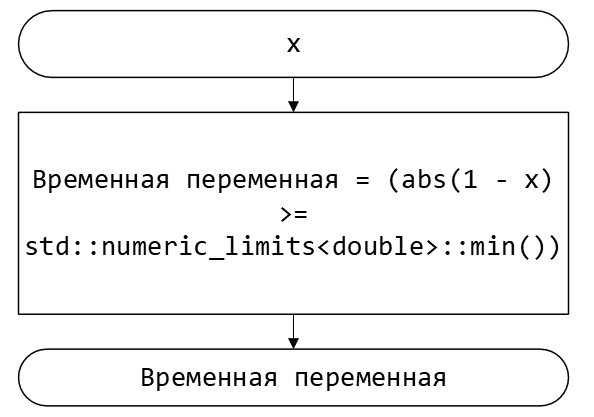 x
Временная переменная = (abs(1 - x)
>=
std::numeric_limits<double>::min())
Временная переменная